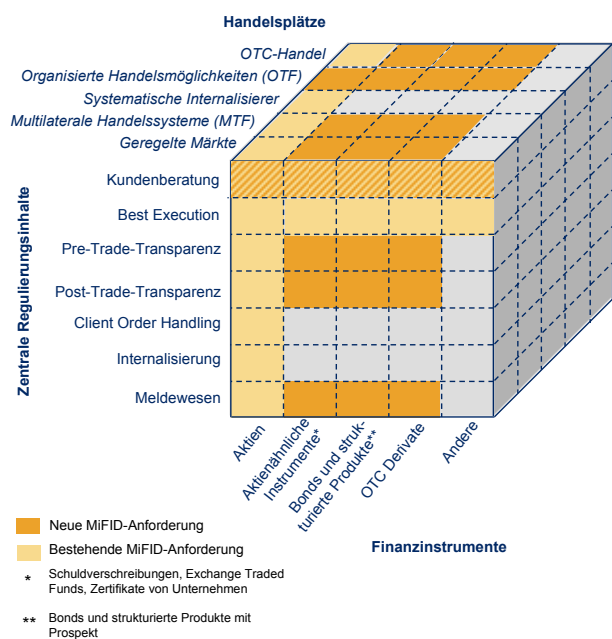 Handelsplätze
OTC-Handel
Organisierte Handelsmöglichkeiten (OTF)
Systematische Internalisierer
Multilaterale Handelssysteme (MTF)
Geregelte Märkte
Zentrale Regulierungsinhalte
Kundenberatung
Best Execution
Pre-Trade-Transparenz
Post-Trade-Transparenz
Client Order Handling
Internalisierung
Meldewesen
Aktien
Aktienähnliche
Instrumente*
Bonds und struk-
turierte Produkte**
OTC Derivate
Andere
Finanzinstrumente
Neue MiFID-Anforderung
Bestehende MiFID-Anforderung
* Schuldverschreibungen, Exchange Traded
Funds, Zertifikate von Unternehmen
** Bonds und strukturierte Produkte mit
Prospekt